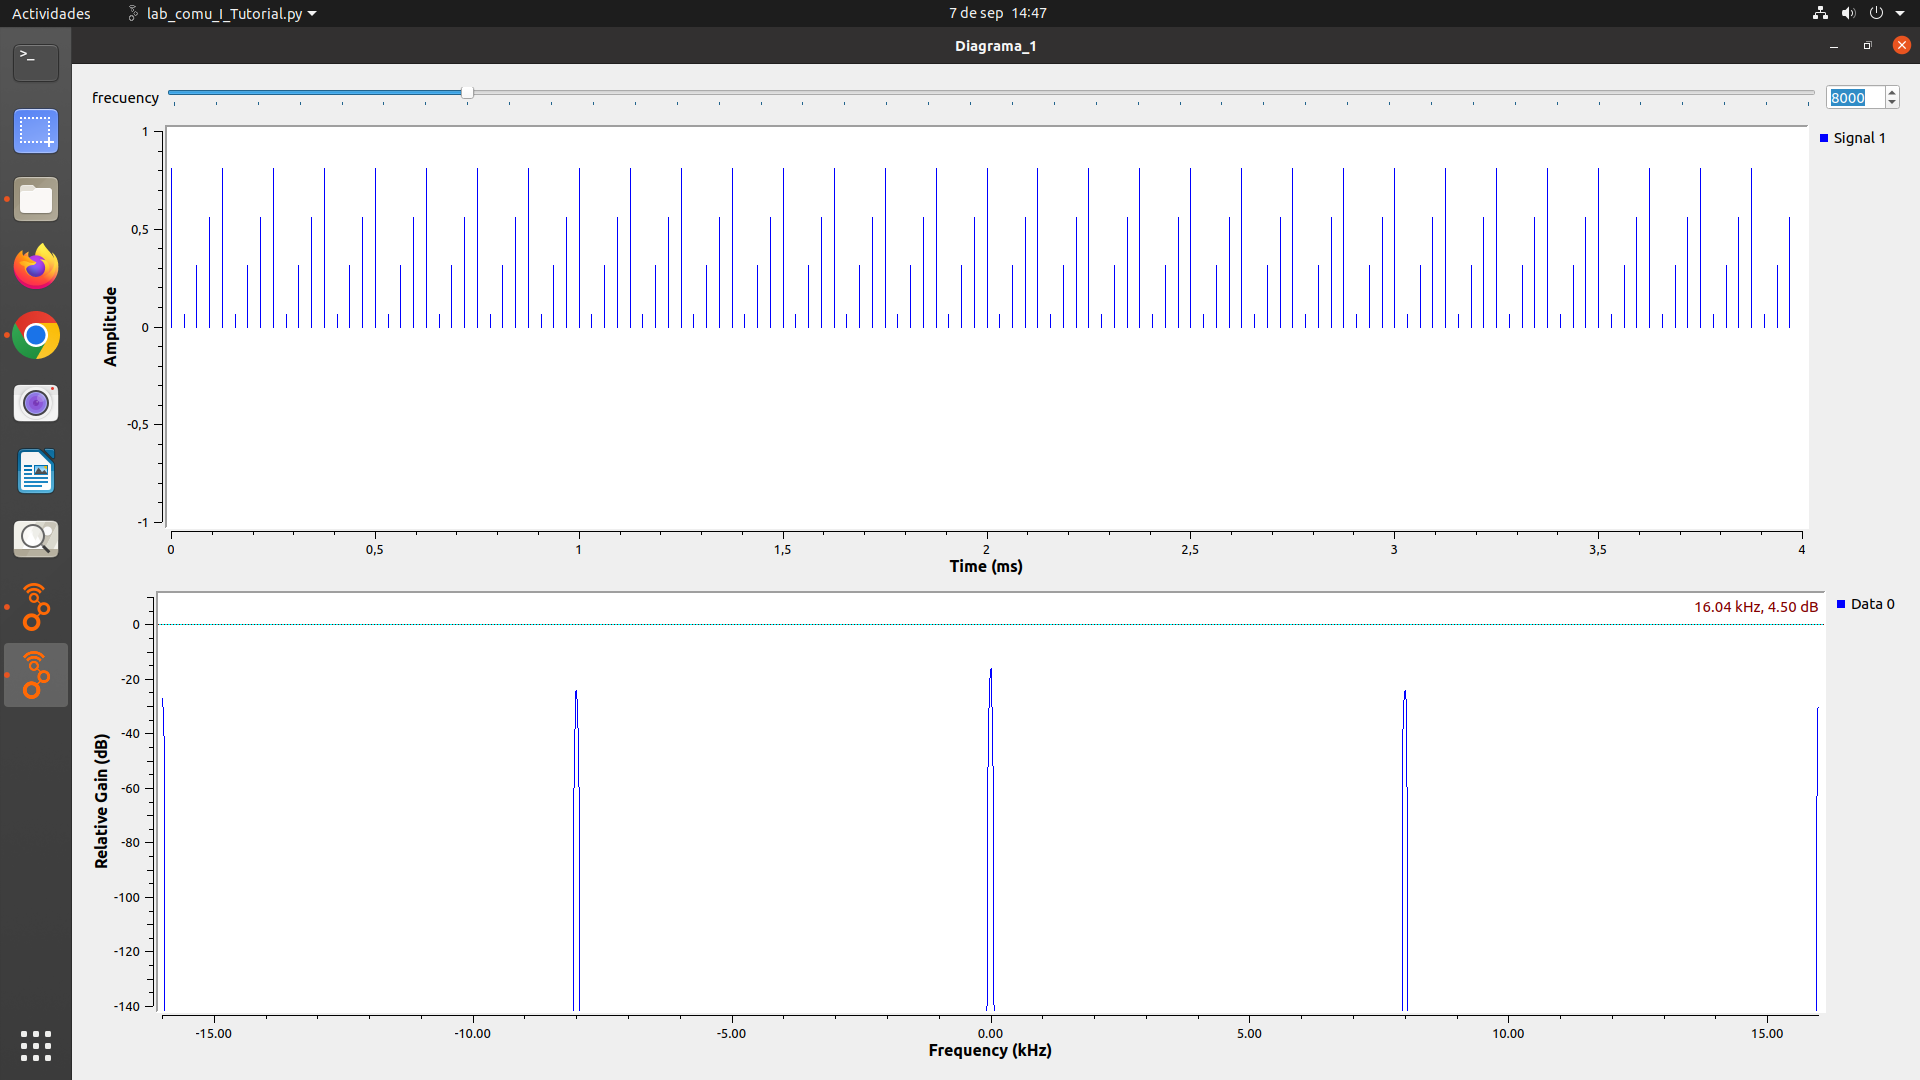 Actividades
lab_comu_I_Tutorial.py
7 de sep 14:47
Diagrama_1
>_
frecuency
8000
1
0,5
0
-0,5
-1
Amplitude
Signal 1
0 0,5 1 1,5 2 2,5 3 3,5 4
Time (ms)
16.04 kHz, 4.50 dB
Data 0
0
-20
-40
-60
-80
-100
-120
-140
Relative Gain (dB)
-15.00 -10.00 -5.00 0.00 5.00 10.00 15.00
Frequency (kHz)